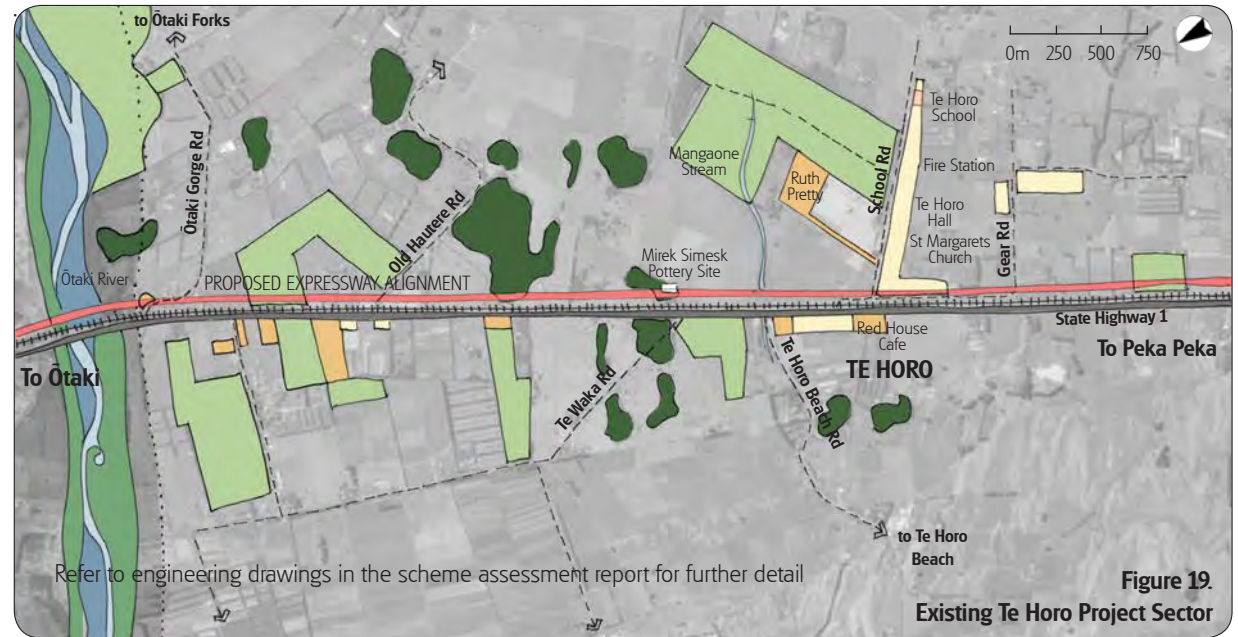 to Ōtaki Forks
0m 250 500 750
Te Horo
School
Ōtaki Gorge Rd
Mangaone
Stream
Ruth
Pretty
School Rd
Fire Station
Te Horo
Hall
St Margarets
Church
Gear Rd
Old Hautere Rd
Mirek Simesk
Pottery Site
Ōtaki River
PROPOSED EXPRESSWAY ALIGNMENT
State Highway 1
To Ōtaki
To Peka Peka
Red House
Cafe
TE HORO
Te Waka Rd
Te Horo Beach Rd
to Te Horo
Beach
Refer to engineering drawings in the scheme assessment report for further detail
Figure 19.
Existing Te Horo Project Sector